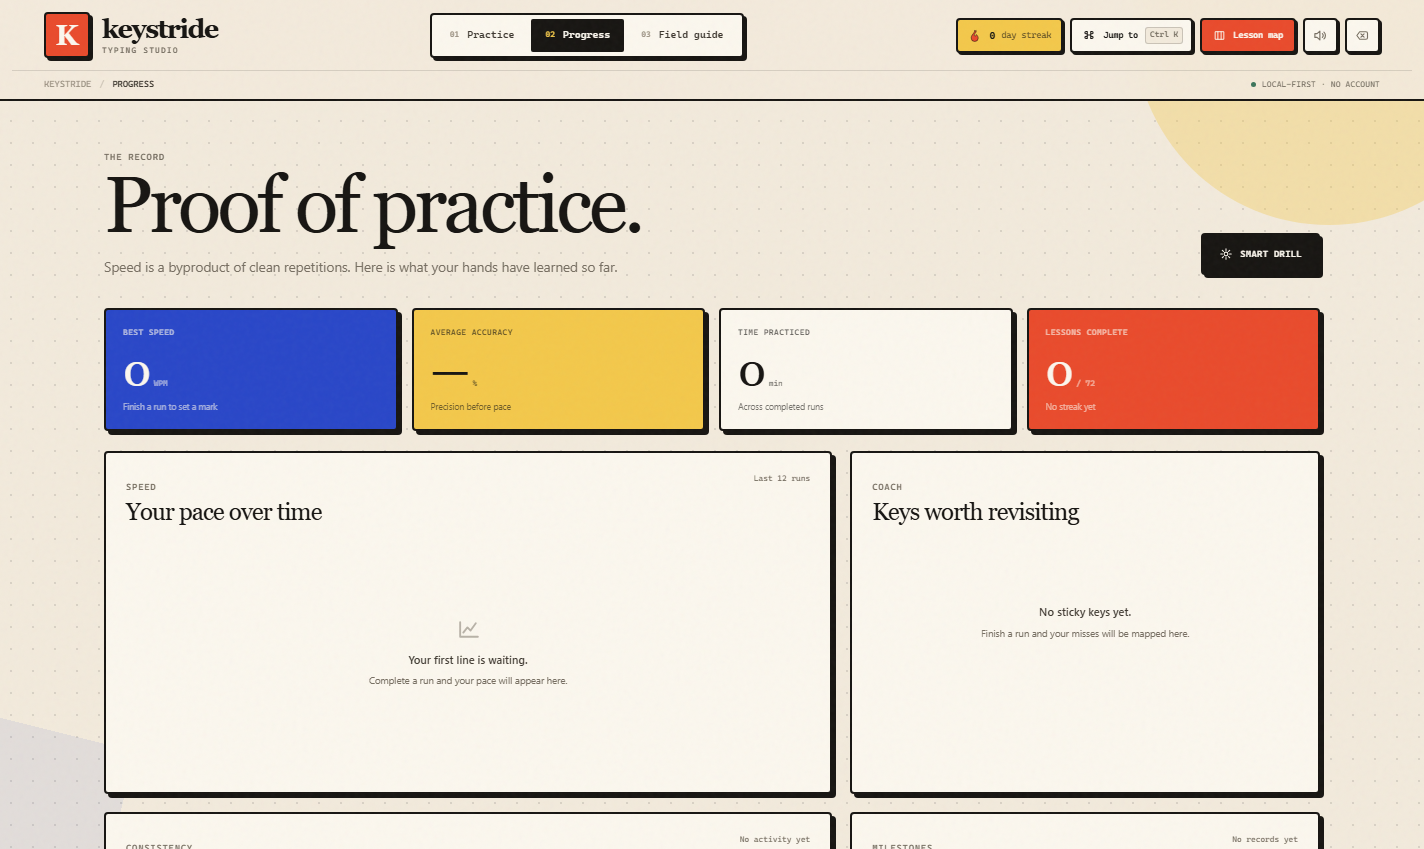 K
keystride
TYPING STUDIO
01 Practice
02 Progress
03 Field guide
0 day streak
⌘ Jump to Ctrl K
Lesson map
KEYSTRIDE / PROGRESS
LOCAL-FIRST · NO ACCOUNT
THE RECORD
Proof of practice.
Speed is a byproduct of clean repetitions. Here is what your hands have learned so far.
SMART DRILL
BEST SPEED
0 WPM
Finish a run to set a mark
AVERAGE ACCURACY
— %
Precision before pace
TIME PRACTICED
0 min
Across completed runs
LESSONS COMPLETE
0 / 72
No streak yet
SPEED
Last 12 runs
Your pace over time
Your first line is waiting.
Complete a run and your pace will appear here.
COACH
Keys worth revisiting
No sticky keys yet.
Finish a run and your misses will be mapped here.
CONSISTENCY
No activity yet
MILESTONES
No records yet